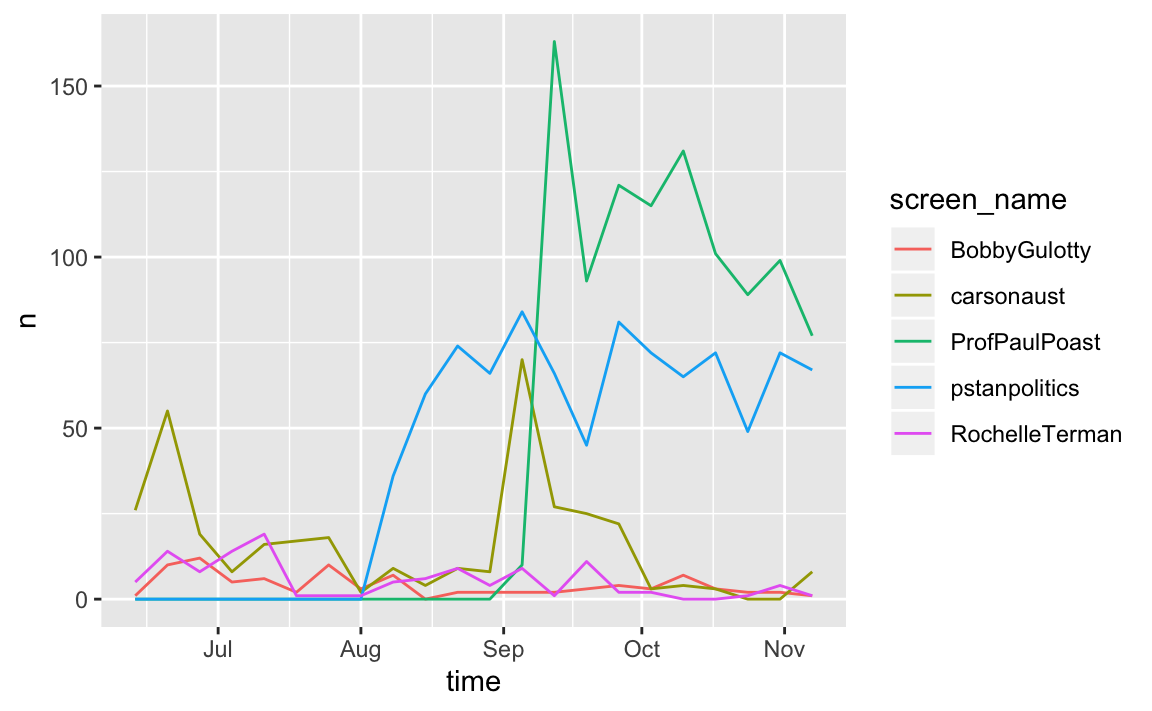 150
100
50
0
n
Jul Aug Sep Oct Nov
time
screen_name
BobbyGulotty
carsonaust
ProfPaulPoast
pstanpolitics
RochelleTerman